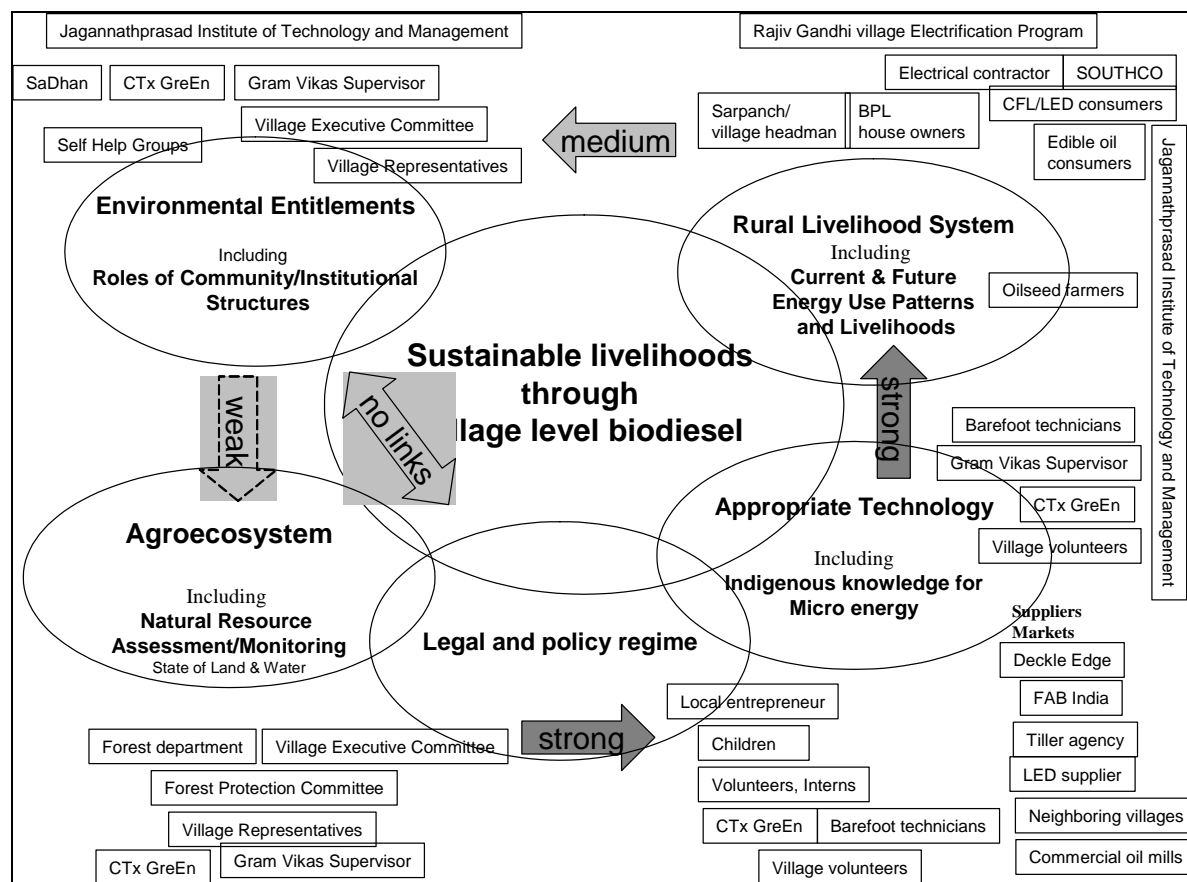 Jagannathprasad Institute of Technology and Management
Rajiv Gandhi village Electrification Program
SaDhan
CTx GreEn
Gram Vikas Supervisor
Village Executive Committee
Self Help Groups
Village Representatives
medium
Electrical contractor
SOUTHCO
CFL/LED consumers
Sarpanch/
village headman
BPL
house owners
Edible oil
consumers
Jagannathprasad Institute of Technology and Management
Environmental Entitlements
Including
Roles of Community/Institutional
Structures
Rural Livelihood System
Including
Current & Future
Energy Use Patterns
and Livelihoods
Oilseed farmers
Sustainable livelihoods
through
llage level biodiesel
weak
no links
strong
Barefoot technicians
Gram Vikas Supervisor
CTx GreEn
Village volunteers
Appropriate Technology
Including
Indigenous knowledge for
Micro energy
Agroecosystem
Including
Natural Resource
Assessment/Monitoring
State of Land & Water
Legal and policy regime
strong
Suppliers
Markets
Deckle Edge
FAB India
Tiller agency
LED supplier
Neighboring villages
Commercial oil mills
Local entrepreneur
Children
Volunteers, Interns
CTx GreEn
Barefoot technicians
Village volunteers
Forest department
Village Executive Committee
Forest Protection Committee
Village Representatives
CTx GreEn
Gram Vikas Supervisor